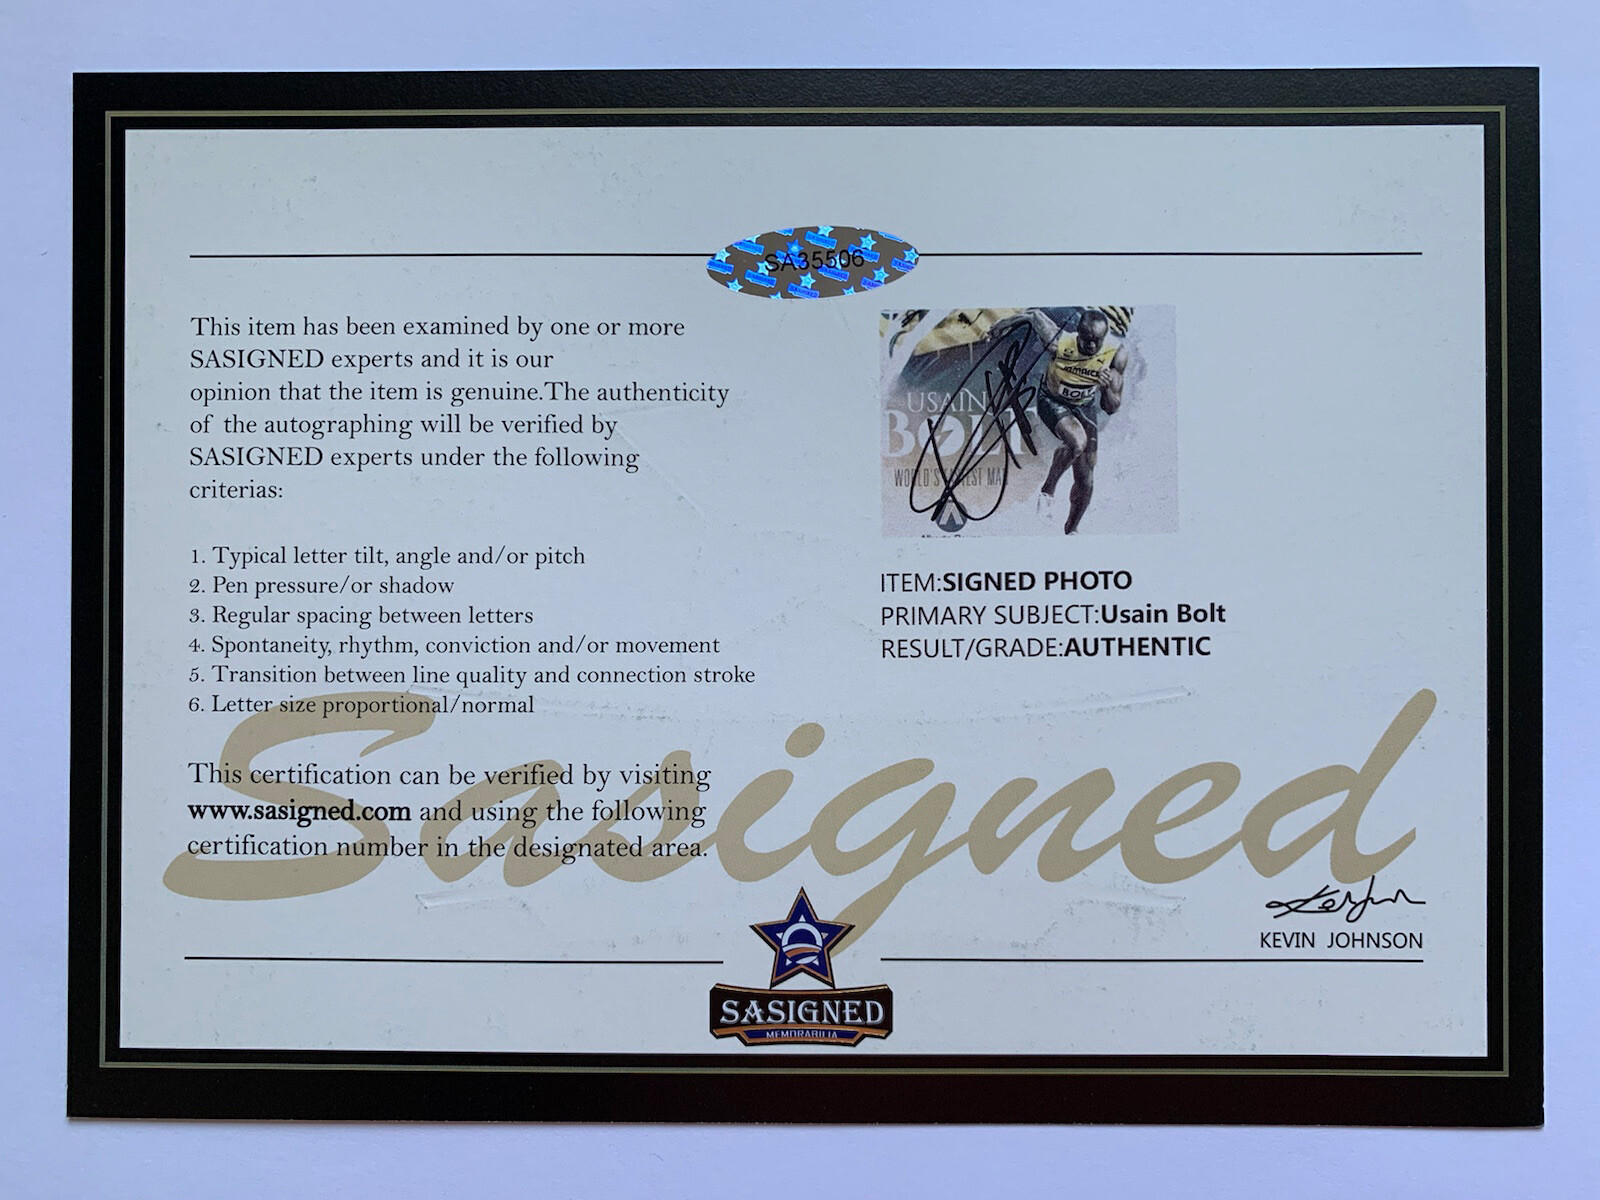 SA35506
This item has been examined by one or more
SASIGNED experts and it is our
opinion that the item is genuine.The authenticity
of the autographing will be verified by
SASIGNED experts under the following
criterias:
1. Typical letter tilt, angle and/or pitch
2. Pen pressure/or shadow
3. Regular spacing between letters
4. Spontaneity, rhythm, conviction and/or movement
5. Transition between line quality and connection stroke
6. Letter size proportional/normal
This certification can be verified by visiting
www.sasigned.com and using the following
certification number in the designated area.
JAMAICA
BOLT
USAIN
BOLT
WORLD'S FASTEST MAN
ITEM:SIGNED PHOTO
PRIMARY SUBJECT:Usain Bolt
RESULT/GRADE:AUTHENTIC
Sasigned
KEVIN JOHNSON
SASIGNED
MEMORABILIA